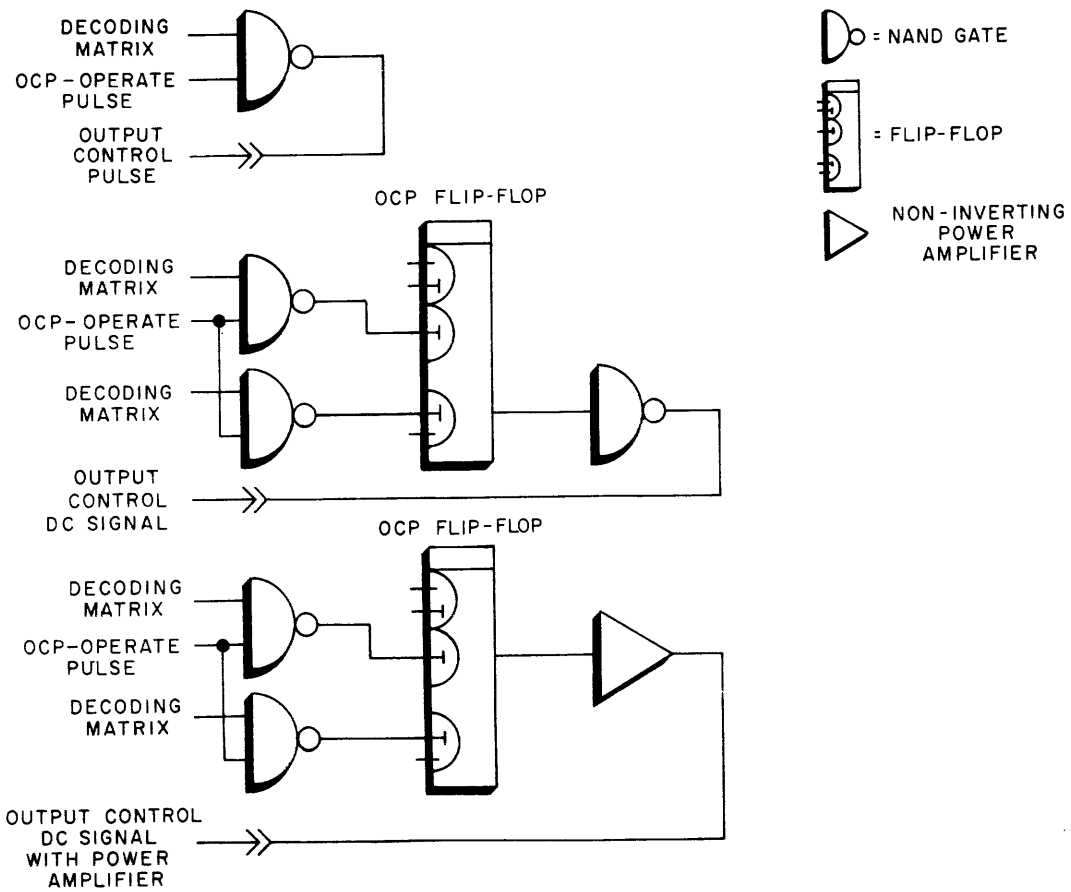 DECODING
MATRIX
OCP-OPERATE
PULSE
OUTPUT
CONTROL
PULSE
= NAND GATE
= FLIP-FLOP
NON-INVERTING
POWER
AMPLIFIER
OCP FLIP-FLOP
DECODING
MATRIX
OCP-OPERATE
PULSE
DECODING
MATRIX
OUTPUT
CONTROL
DC SIGNAL
OCP FLIP-FLOP
DECODING
MATRIX
OCP-OPERATE
PULSE
DECODING
MATRIX
OUTPUT CONTROL
DC SIGNAL
WITH POWER
AMPLIFIER